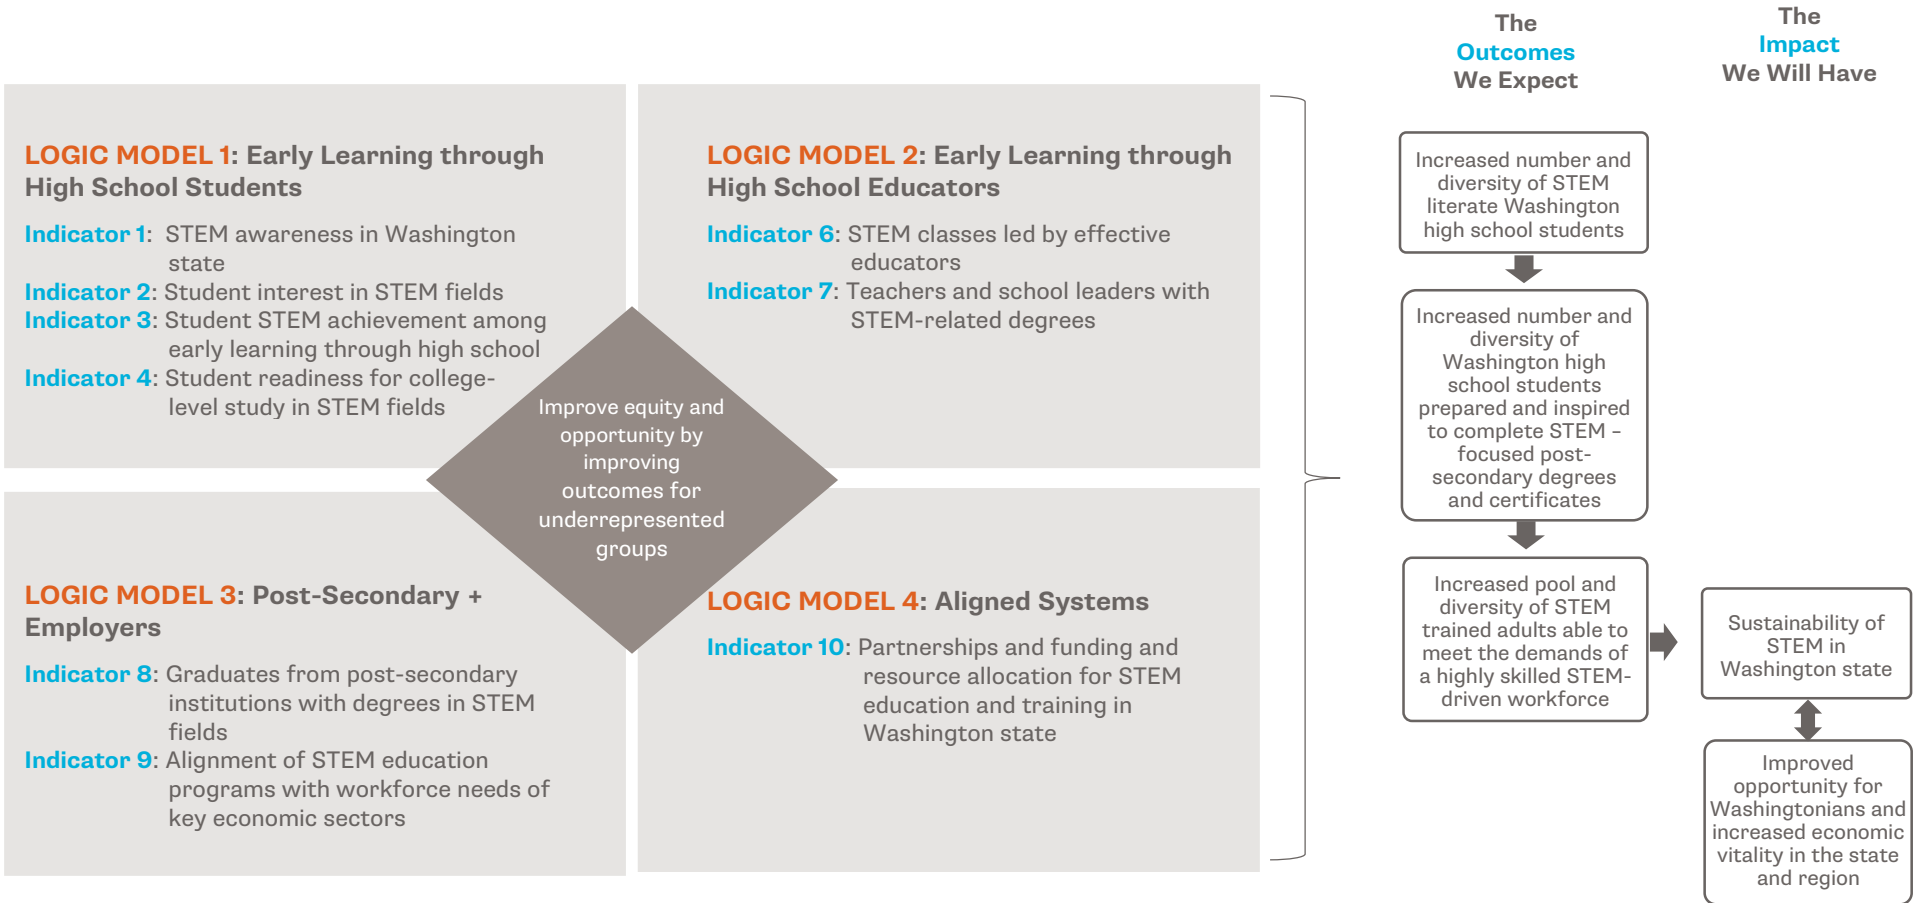 The
Outcomes
We Expect
The
Impact
We Will Have
LOGIC MODEL 1: Early Learning through
High School Students
Indicator 1: STEM awareness in Washington
state
Indicator 2: Student interest in STEM fields
Indicator 3: Student STEM achievement among
early learning through high school
Indicator 4: Student readiness for college-
level study in STEM fields
LOGIC MODEL 2: Early Learning through
High School Educators
Indicator 6: STEM classes led by effective
educators
Indicator 7: Teachers and school leaders with
STEM-related degrees
Improve equity and
opportunity by
improving
outcomes for
underrepresented
groups
LOGIC MODEL 3: Post-Secondary +
Employers
Indicator 8: Graduates from post-secondary
institutions with degrees in STEM
fields
Indicator 9: Alignment of STEM education
programs with workforce needs of
key economic sectors
LOGIC MODEL 4: Aligned Systems
Indicator 10: Partnerships and funding and
resource allocation for STEM
education and training in
Washington state
Increased number and
diversity of STEM
literate Washington
high school students
Increased number and
diversity of
Washington high
school students
prepared and inspired
to complete STEM –
focused post-
secondary degrees
and certificates
Increased pool and
diversity of STEM
trained adults able to
meet the demands of
a highly skilled STEM-
driven workforce
Sustainability of
STEM in
Washington state
Improved
opportunity for
Washingtonians and
increased economic
vitality in the state
and region